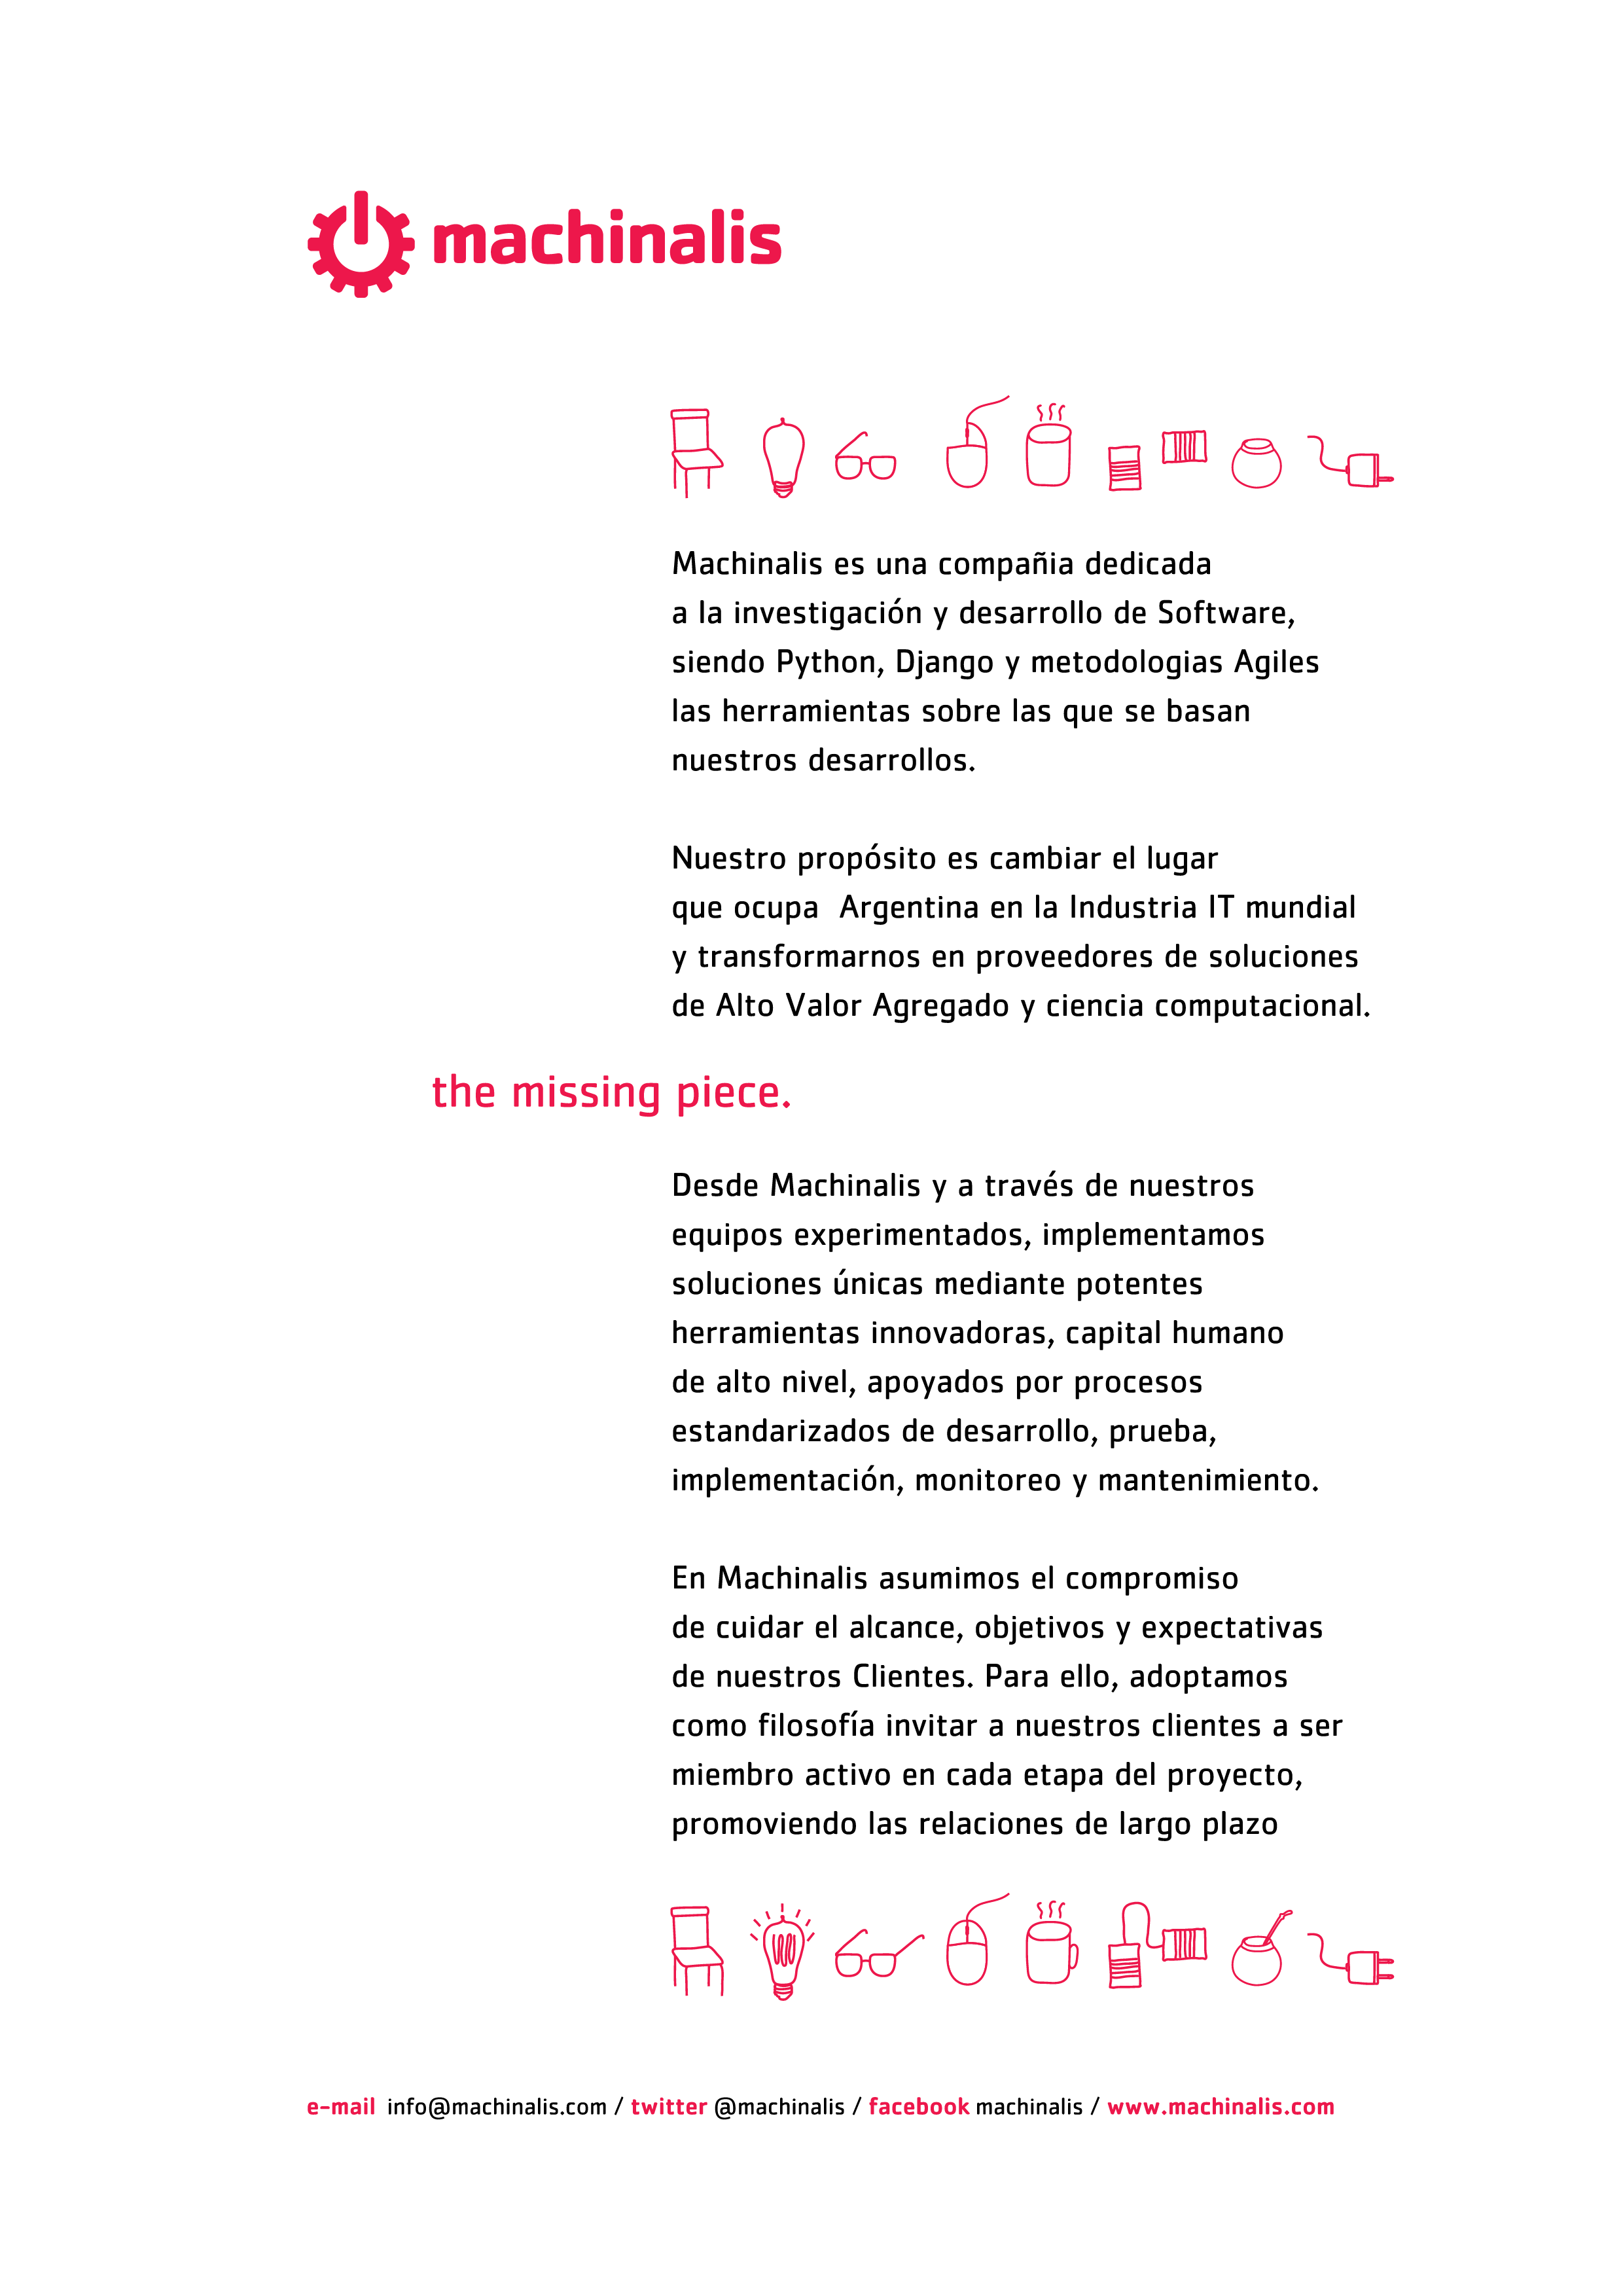 machinalis
Machinalis es una compañia dedicada
a la investigación y desarrollo de Software,
siendo Python, Django y metodologias Agiles
las herramientas sobre las que se basan
nuestros desarrollos.
Nuestro propósito es cambiar el lugar
que ocupa  Argentina en la Industria IT mundial
y transformarnos en proveedores de soluciones
de Alto Valor Agregado y ciencia computacional.
the missing piece.
Desde Machinalis y a través de nuestros
equipos experimentados, implementamos
soluciones únicas mediante potentes
herramientas innovadoras, capital humano
de alto nivel, apoyados por procesos
estandarizados de desarrollo, prueba,
implementación, monitoreo y mantenimiento.
En Machinalis asumimos el compromiso
de cuidar el alcance, objetivos y expectativas
de nuestros Clientes. Para ello, adoptamos
como filosofía invitar a nuestros clientes a ser
miembro activo en cada etapa del proyecto,
promoviendo las relaciones de largo plazo
e-mail info@machinalis.com / twitter @machinalis / facebook machinalis / www.machinalis.com